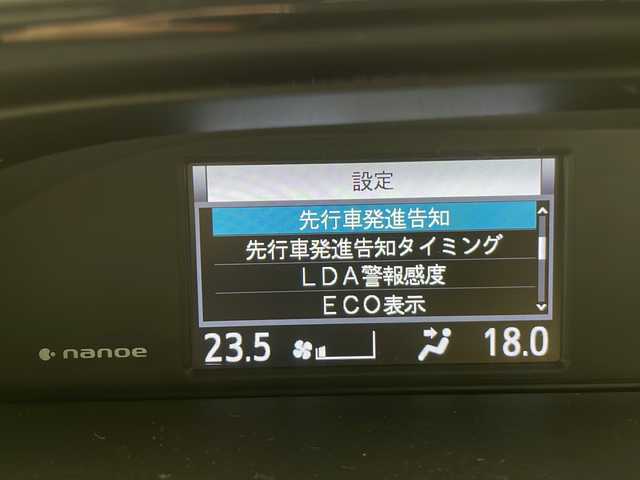 設定
先行車発進告知
先行車発進告知タイミング
LDA警報感度
ECO表示
23.5 18.0
nanoe